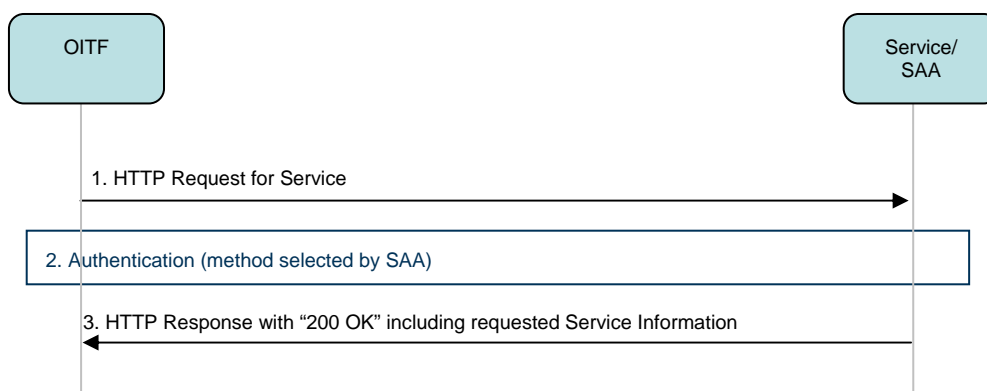 OITF
Service/
SAA
1. HTTP Request for Service
2. Authentication (method selected by SAA)
3. HTTP Response with “200 OK” including requested Service Information